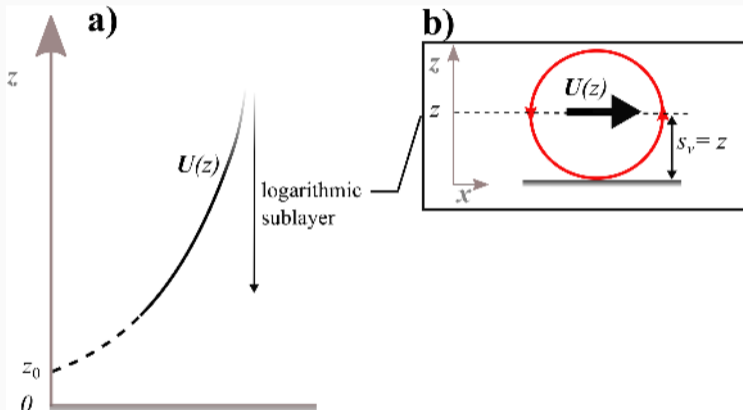 a)
z
U(z)
logarithmic
sublayer
z₀
0
b)
z
U(z)
z
sᵥ= z
x